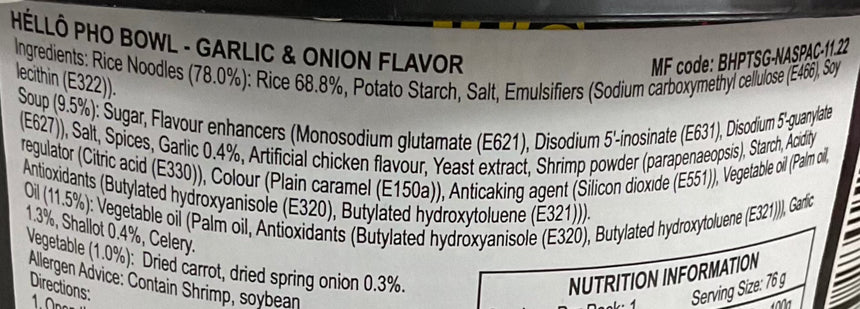 HÉLLÔ PHO BOWL - GARLIC & ONION FLAVOR
MF code: BHPTSG-NASPAC-11.22
Ingredients: Rice Noodles (78.0%): Rice 68.8%, Potato Starch, Salt, Emulsifiers (Sodium carboxymethyl cellulose (E466), Soy
lecithin (E322)).
Soup (9.5%): Sugar, Flavour enhancers (Monosodium glutamate (E621), Disodium 5'-inosinate (E631), Disodium 5'-guanylate
(E627)), Salt, Spices, Garlic 0.4%, Artificial chicken flavour, Yeast extract, Shrimp powder (parapenaeopsis), Starch, Acidity
regulator (Citric acid (E330)), Colour (Plain caramel (E150a)), Anticaking agent (Silicon dioxide (E551)), Vegetable oil (Palm oil,
Antioxidants (Butylated hydroxyanisole (E320), Butylated hydroxytoluene (E321))).
Oil (11.5%): Vegetable oil (Palm oil, Antioxidants (Butylated hydroxyanisole (E320), Butylated hydroxytoluene (E321))), Garlic
1.3%, Shallot 0.4%, Celery.
Vegetable (1.0%): Dried carrot, dried spring onion 0.3%.
Allergen Advice: Contain Shrimp, soybean
Directions:
NUTRITION INFORMATION
Serving Size: 76 g
100g